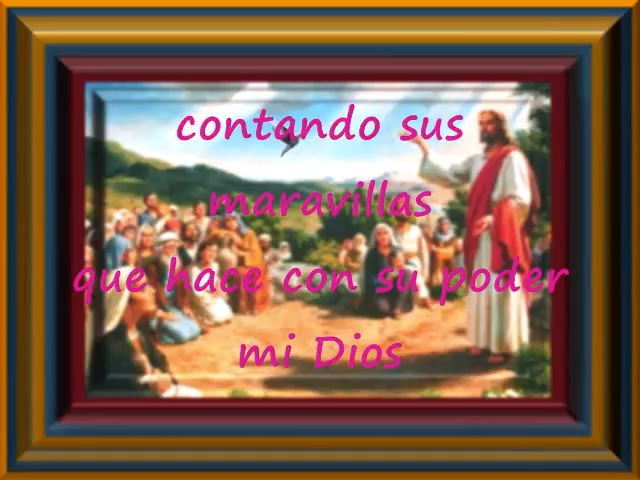 contando sus
maravillas
que hace con su poder
mi Dios